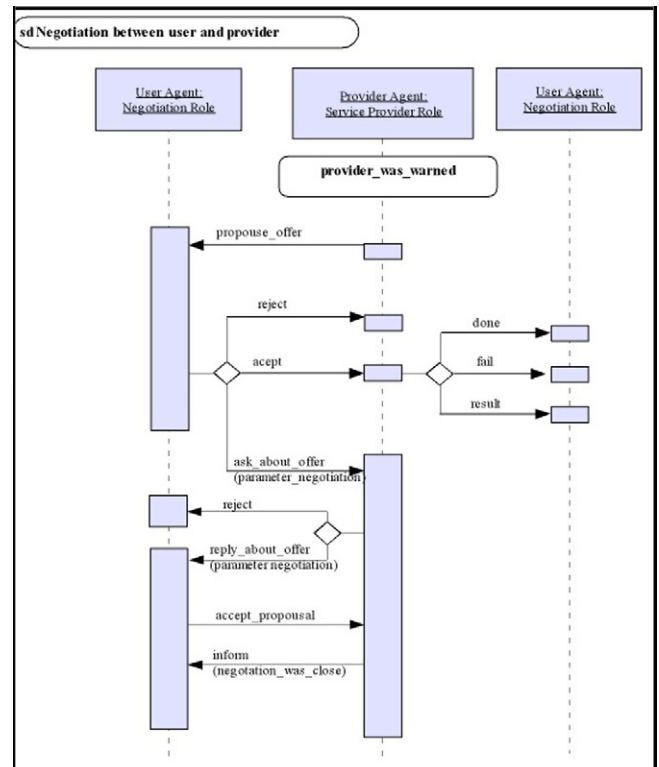 sd Negotiation between user and provider
User Agent:
Negotiation Role
Provider Agent:
Service Provider Role
User Agent:
Negotiation Role
provider_was_warned
propouse_offer
reject
done
acept
fail
result
ask_about_offer
(parameter_negotiation)
reject
reply_about_offer
(parameter negotiation)
accept_propousal
inform
(negotation_was_close)